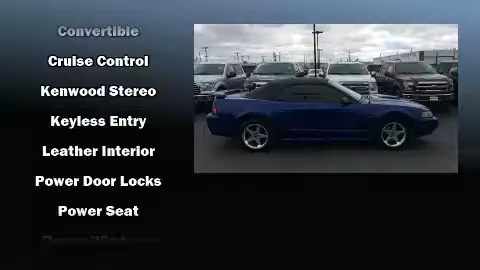 Convertible
Cruise Control
Kenwood Stereo
Keyless Entry
Leather Interior
Power Door Locks
Power Seat